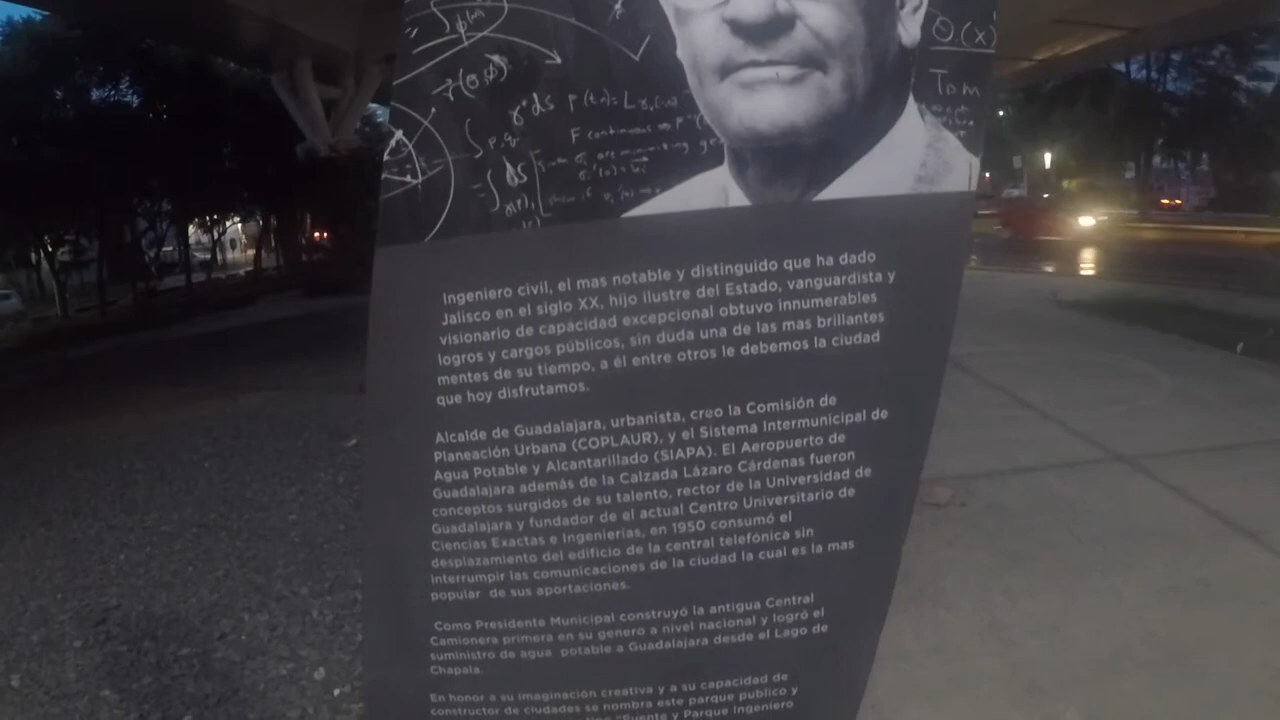 Θ(x)
TDM
Ingeniero civil, el mas notable y distinguido que ha dado
Jalisco en el siglo XX, hijo ilustre del Estado, vanguardista y
visionario de capacidad excepcional obtuvo innumerables
logros y cargos públicos, sin duda una de las mas brillantes
mentes de su tiempo, a él entre otros le debemos la ciudad
que hoy disfrutamos.
Alcalde de Guadalajara, urbanista, creo la Comisión de
Planeación Urbana (COPLAUR), y el Sistema Intermunicipal de
Agua Potable y Alcantarillado (SIAPA). El Aeropuerto de
Guadalajara además de la Calzada Lázaro Cárdenas fueron
conceptos surgidos de su talento, rector de la Universidad de
Guadalajara y fundador de el actual Centro Universitario de
Ciencias Exactas e Ingenierías, en 1950 consumó el
desplazamiento del edificio de la central telefónica sin
interrumpir las comunicaciones de la ciudad la cual es la mas
popular de sus aportaciones.
Como Presidente Municipal construyó la antigua Central
Camionera primera en su genero a nivel nacional y logró el
suministro de agua potable a Guadalajara desde el Lago de
Chapala.
En honor a su imaginación creativa y a su capacidad de
constructor de ciudades se nombra este parque publico y
"Puente y Parque Ingeniero